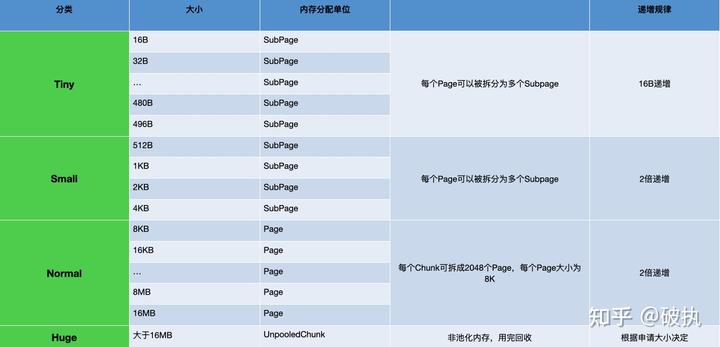 分类 大小 内存分配单位 递增规律
Tiny
16B SubPage
32B SubPage
... SubPage
480B SubPage
496B SubPage
每个Page可以被拆分为多个Subpage
16B递增
Small
512B SubPage
1KB SubPage
2KB SubPage
4KB SubPage
每个Page可以被拆分为多个Subpage
2倍递增
Normal
8KB Page
16KB Page
... Page
8MB Page
16MB Page
每个Chunk可拆成2048个Page，每个Page大小为
8K
2倍递增
Huge 大于16MB UnpooledChunk 非池化内存，用完回收 根据申请大小决定
知乎 @破执